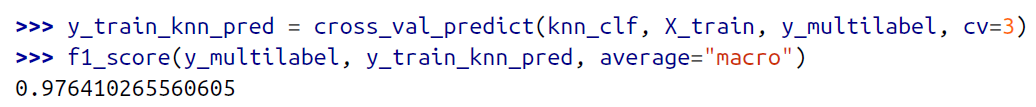 >>> y_train_knn_pred = cross_val_predict(knn_clf, X_train, y_multilabel, cv=3)
>>> f1_score(y_multilabel, y_train_knn_pred, average="macro")
0.976410265560605